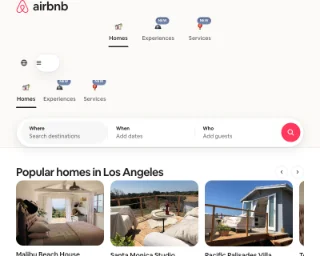 airbnb
NEW NEW
Homes Experiences Services
NEW NEW
Homes Experiences Services
Where When Who
Search destinations Add dates Add guests
Popular homes in Los Angeles
Malibu Beach House Santa Monica Studio Pacific Palisades Villa